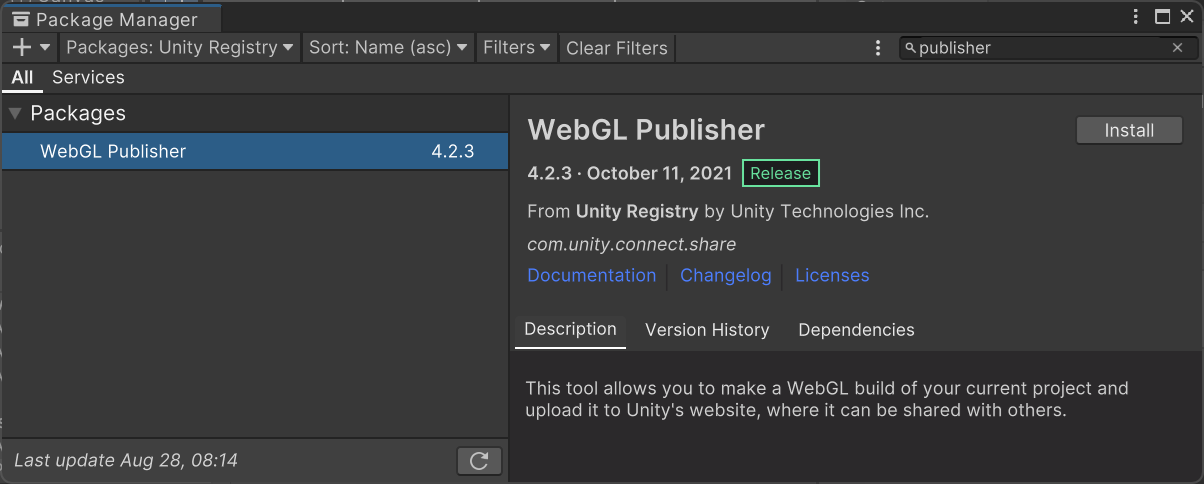 Package Manager
Packages: Unity Registry Sort: Name (asc) Filters Clear Filters publisher
All Services
Packages
WebGL Publisher 4.2.3
Last update Aug 28, 08:14
WebGL Publisher Install
4.2.3 · October 11, 2021 Release
From Unity Registry by Unity Technologies Inc.
com.unity.connect.share
Documentation Changelog Licenses
Description Version History Dependencies
This tool allows you to make a WebGL build of your current project and
upload it to Unity's website, where it can be shared with others.